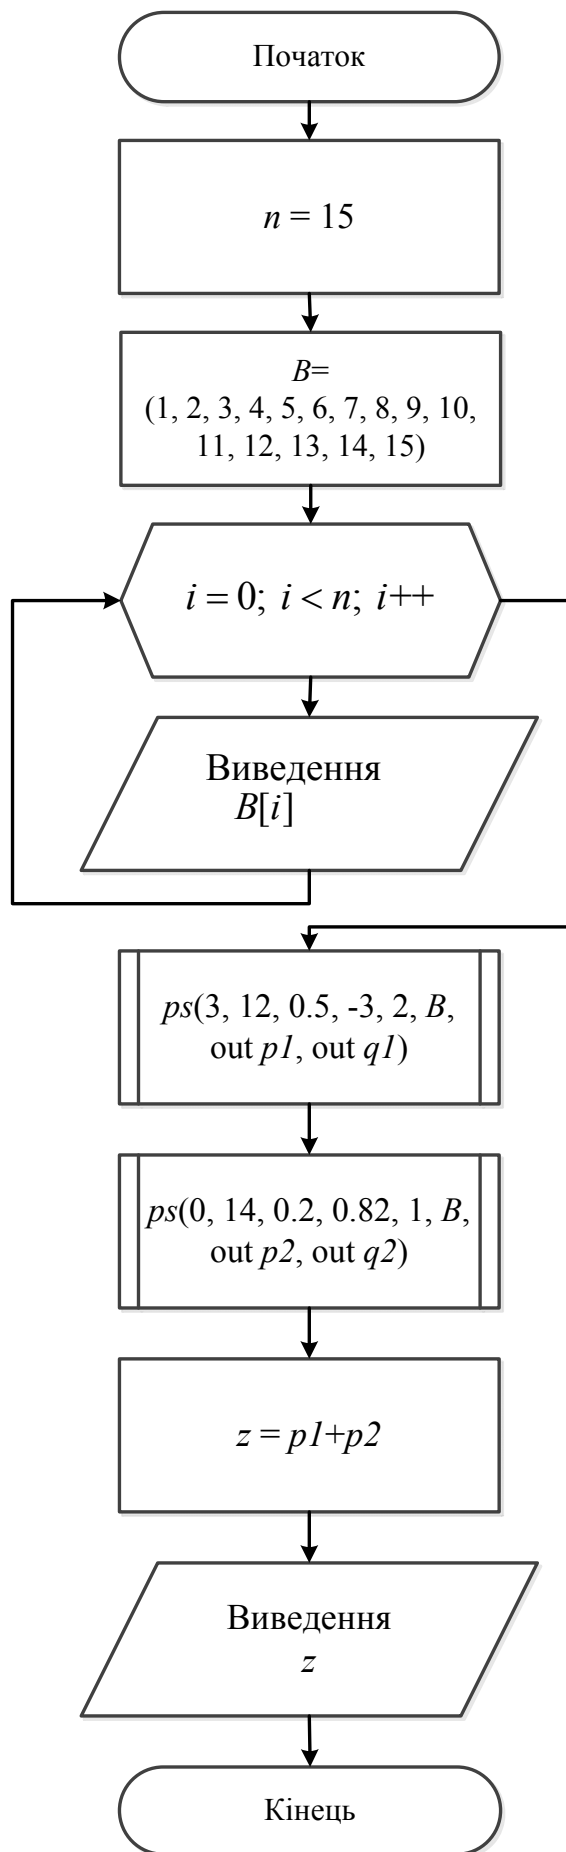 Початок
n = 15
B=
(1, 2, 3, 4, 5, 6, 7, 8, 9, 10,
11, 12, 13, 14, 15)
i = 0; i < n; i++
Виведення
B[i]
ps(3, 12, 0.5, -3, 2, B,
out p1, out q1)
ps(0, 14, 0.2, 0.82, 1, B,
out p2, out q2)
z = p1+p2
Виведення
z
Кінець